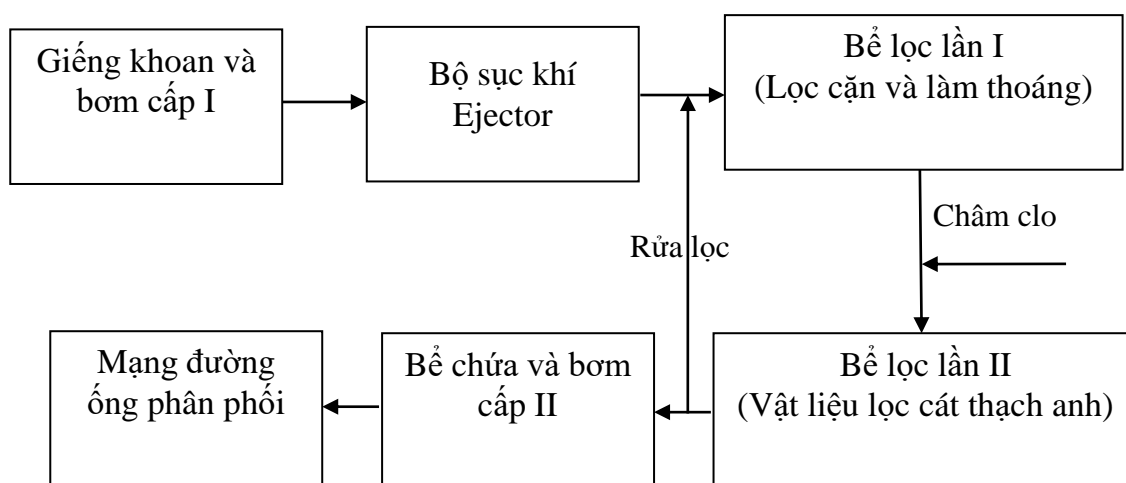 Giếng khoan và
bơm cấp I
Bộ sục khí
Ejector
Bể lọc lần I
(Lọc cặn và làm thoáng)
Châm clo
Rửa lọc
Mạng đường
ống phân phối
Bể chứa và bơm
cấp II
Bể lọc lần II
(Vật liệu lọc cát thạch anh)